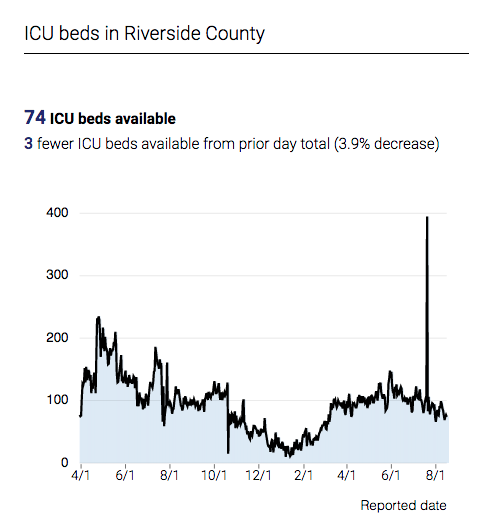 ICU beds in Riverside County
74 ICU beds available
3 fewer ICU beds available from prior day total (3.9% decrease)
400
300
200
100
0
4/1 6/1 8/1 10/1 12/1 2/1 4/1 6/1 8/1
Reported date